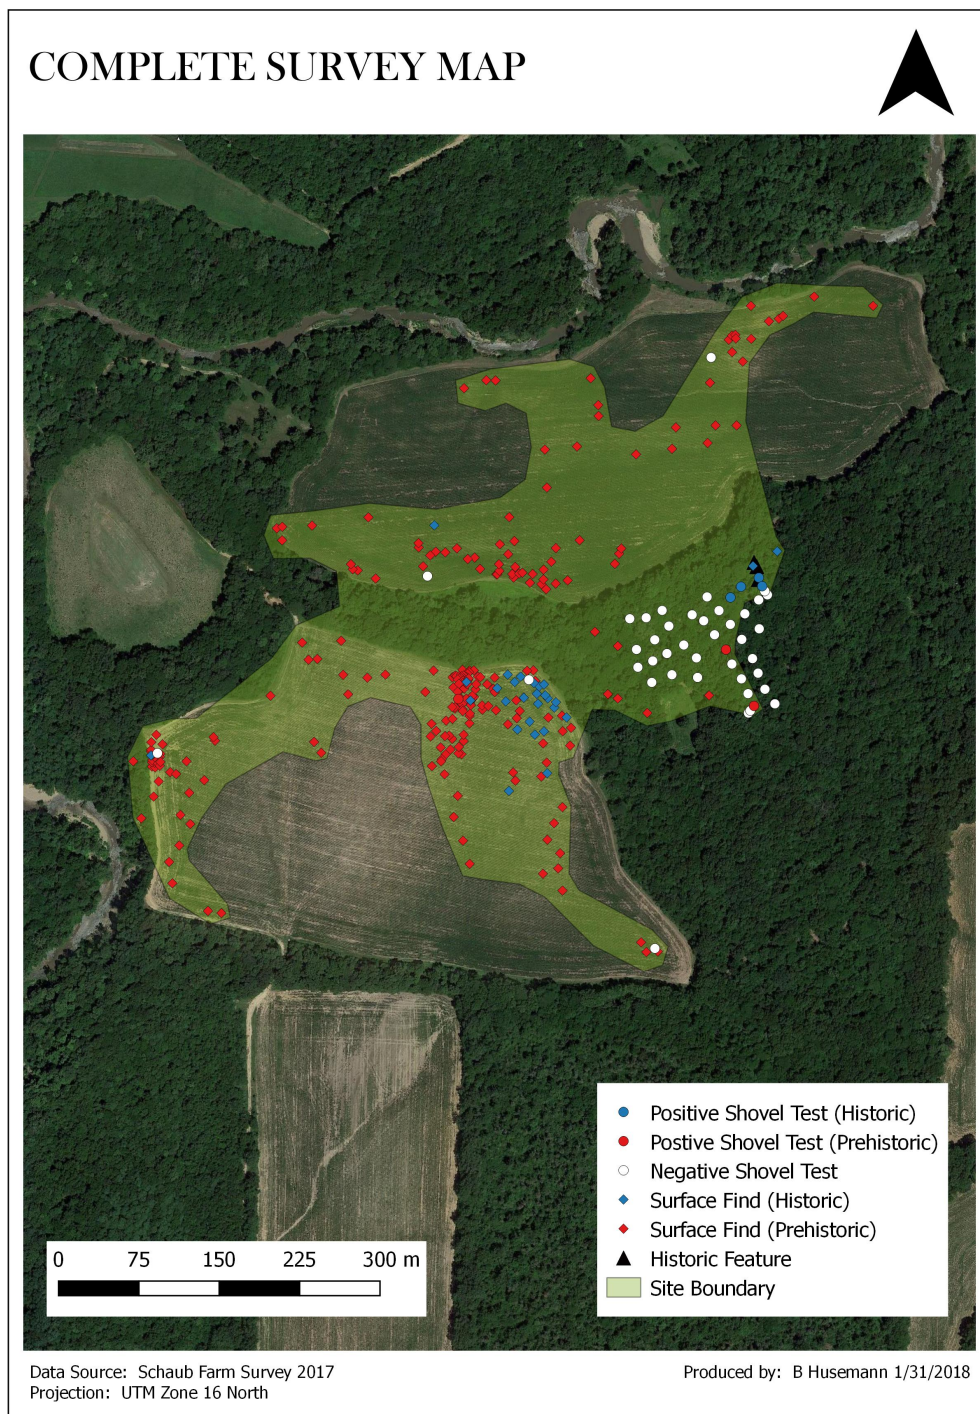 COMPLETE SURVEY MAP
Positive Shovel Test (Historic)
Postive Shovel Test (Prehistoric)
Negative Shovel Test
Surface Find (Historic)
Surface Find (Prehistoric)
Historic Feature
Site Boundary
0 75 150 225 300 m
Data Source: Schaub Farm Survey 2017
Projection: UTM Zone 16 North
Produced by: B Husemann 1/31/2018